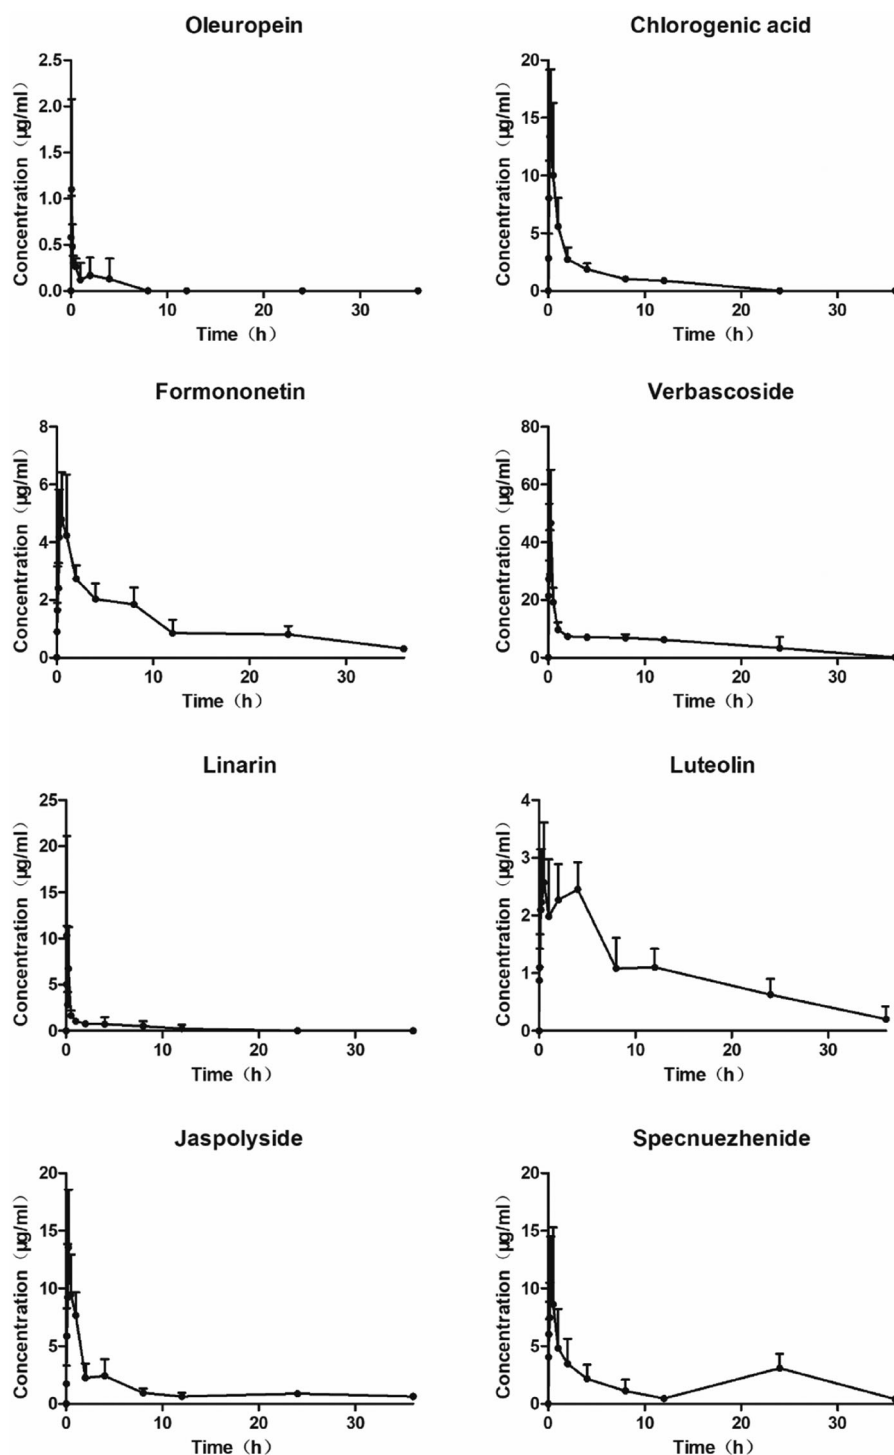 Oleuropein
Concentration（μg/ml）
2.5
2.0
1.5
1.0
0.5
0.0
0 10 20 30
Time（h）
Chlorogenic acid
Concentration（μg/ml）
20
15
10
5
0
0 10 20 30
Time（h）
Formononetin
Concentration（μg/ml）
8
6
4
2
0
0 10 20 30
Time（h）
Verbascoside
Concentration（μg/ml）
80
60
40
20
0
0 10 20 30
Time（h）
Linarin
Concentration（μg/ml）
25
20
15
10
5
0
0 10 20 30
Time（h）
Luteolin
Concentration（μg/ml）
4
3
2
1
0
0 10 20 30
Time（h）
Jaspolyside
Concentration（μg/ml）
20
15
10
5
0
0 10 20 30
Time（h）
Specnuezhenide
Concentration（μg/ml）
20
15
10
5
0
0 10 20 30
Time（h）